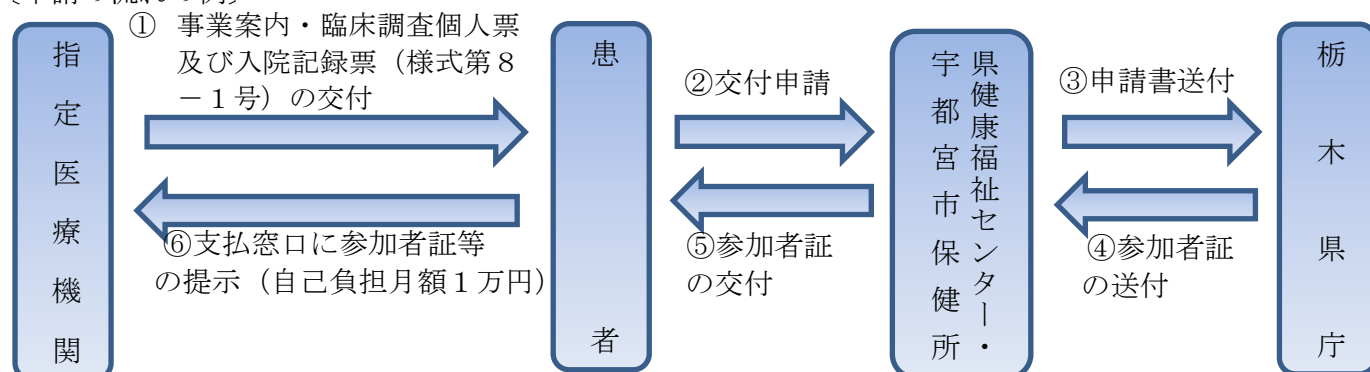 ① 事業案内・臨床調査個人票
及び入院記録票（様式第８
－１号）の交付
指定医療機関
患者
②交付申請
県健康福祉センター・
宇都宮市保健所
③申請書送付
栃木県庁
⑥支払窓口に参加者証等
の提示（自己負担月額１万円）
⑤参加者証
の交付
④参加者証
の送付